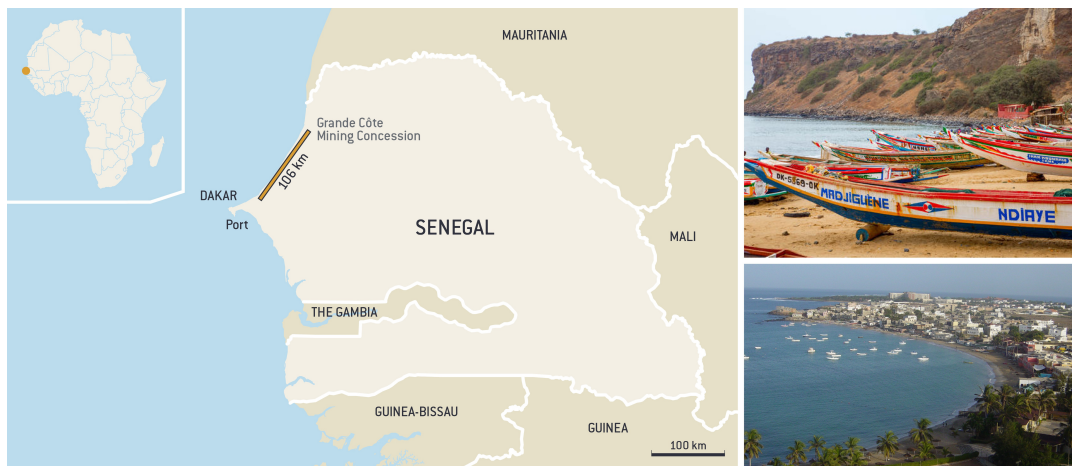 MAURITANIA
Grande Côte
Mining Concession
106 km
DAKAR
Port
SENEGAL
MALI
THE GAMBIA
GUINEA-BISSAU
GUINEA
100 km
MADJIGUENE
NDIAYE